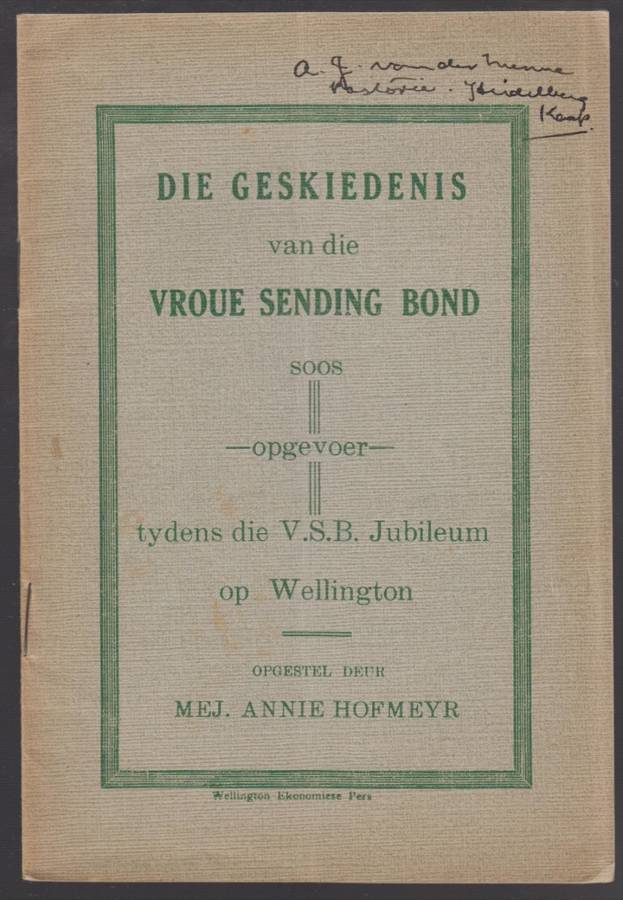 A. J. van der Merwe
Pastorie. Heidelberg
Kaap.
DIE GESKIEDENIS
van die
VROUE SENDING BOND
soos
—opgevoer—
tydens die V.S.B. Jubileum
op Wellington
OPGESTEL DEUR
MEJ. ANNIE HOFMEYR
Wellington Ekonomiese Pers